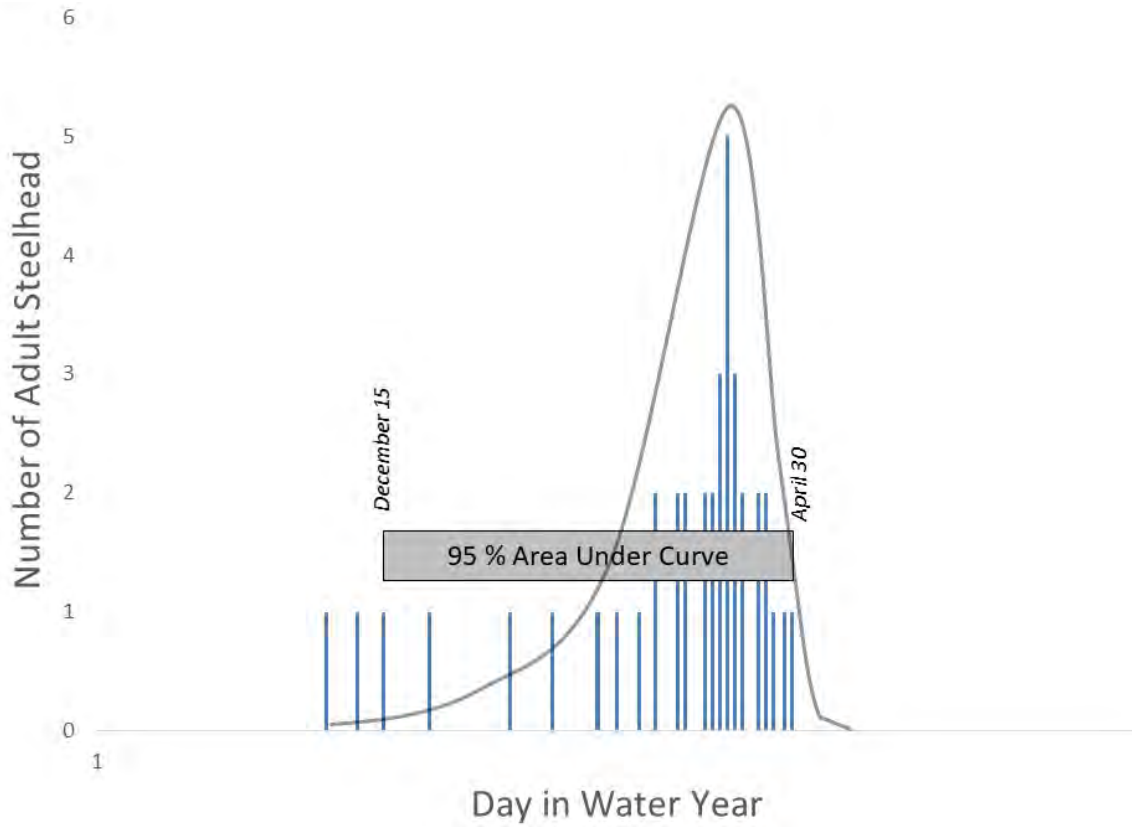 6
5
4
3
2
1
0
1
Number of Adult Steelhead
December 15
April 30
95 % Area Under Curve
Day in Water Year